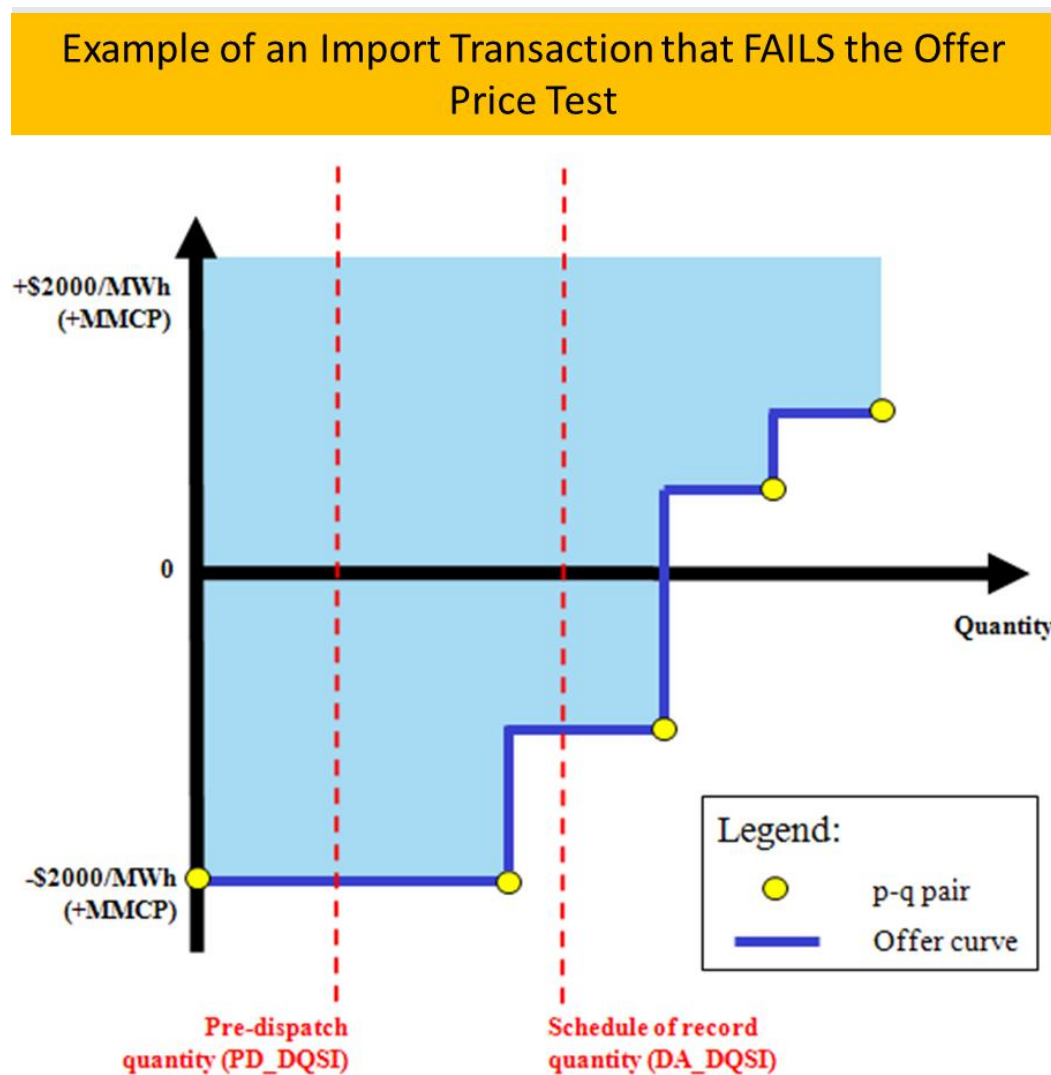 Example of an Import Transaction that FAILS the Offer
Price Test
+$2000/MWh
(+MMCP)
0
Quantity
-$2000/MWh
(+MMCP)
Legend:
p-q pair
Offer curve
Pre-dispatch
quantity (PD_DQSI)
Schedule of record
quantity (DA_DQSI)